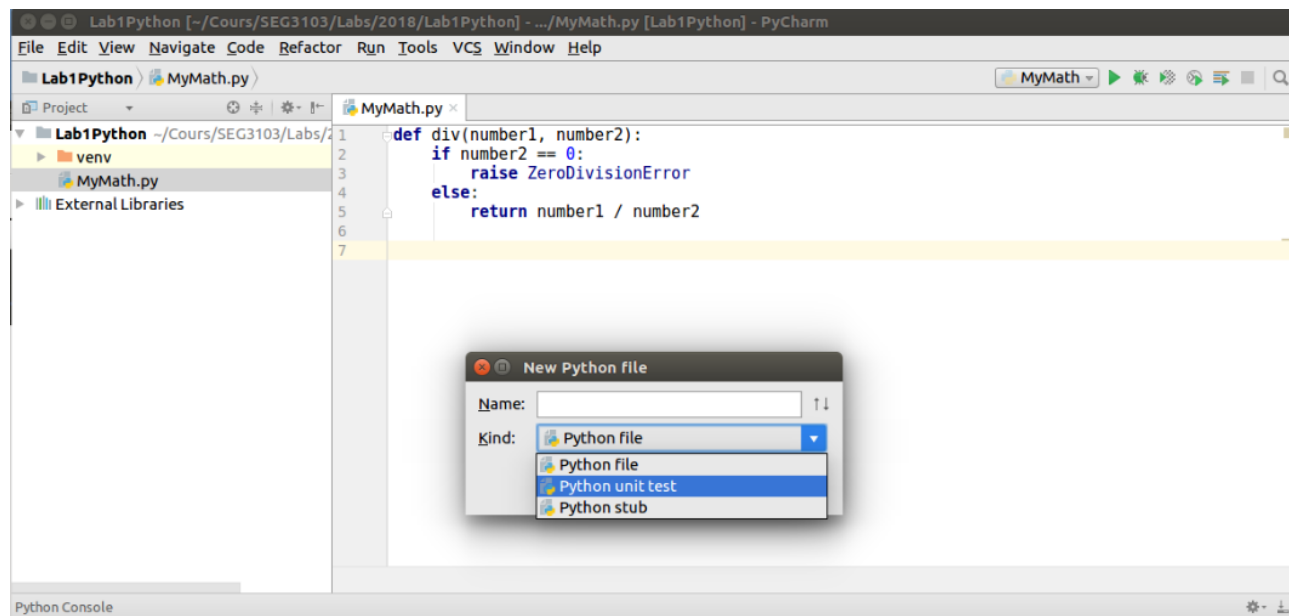 Lab1Python [~/Cours/SEG3103/Labs/2018/Lab1Python] - .../MyMath.py [Lab1Python] - PyCharm
File Edit View Navigate Code Refactor Run Tools VCS Window Help
Lab1Python MyMath.py MyMath
Project MyMath.py
Lab1Python ~/Cours/SEG3103/Labs/2
venv
MyMath.py
External Libraries
1 def div(number1, number2):
2 if number2 == 0:
3 raise ZeroDivisionError
4 else:
5 return number1 / number2
6
7
New Python file
Name:
Kind: Python file
Python file
Python unit test
Python stub
Python Console